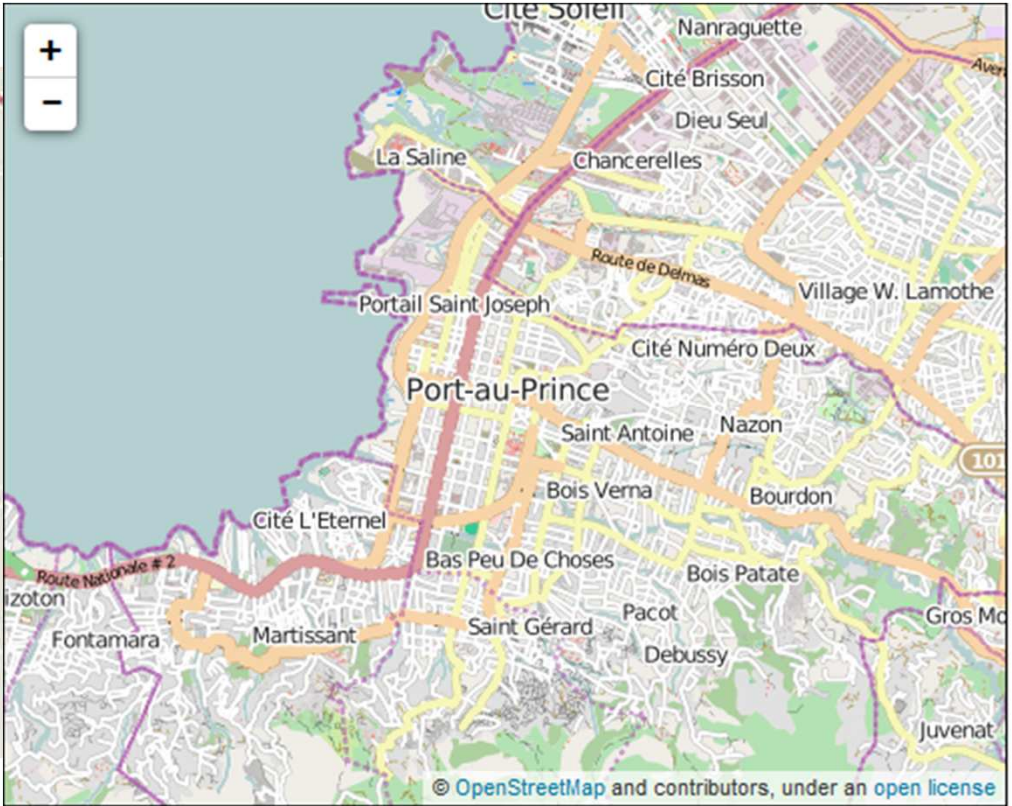 Cité Soleil
Nanraguette
+
Aven
Cité Brisson
−
Dieu Seul
La Saline
Chancerelles
Route de Delmas
Village W. Lamothe
Portail Saint Joseph
Cité Numéro Deux
Port-au-Prince
Nazon
Saint Antoine
101
Bois Verna
Bourdon
Cité L'Eternel
Bas Peu De Choses
Route Nationale # 2
Bois Patate
izoton
Pacot
Gros Mo
Saint Gérard
Martissant
Fontamara
Debussy
Juvenat
© OpenStreetMap and contributors, under an open license